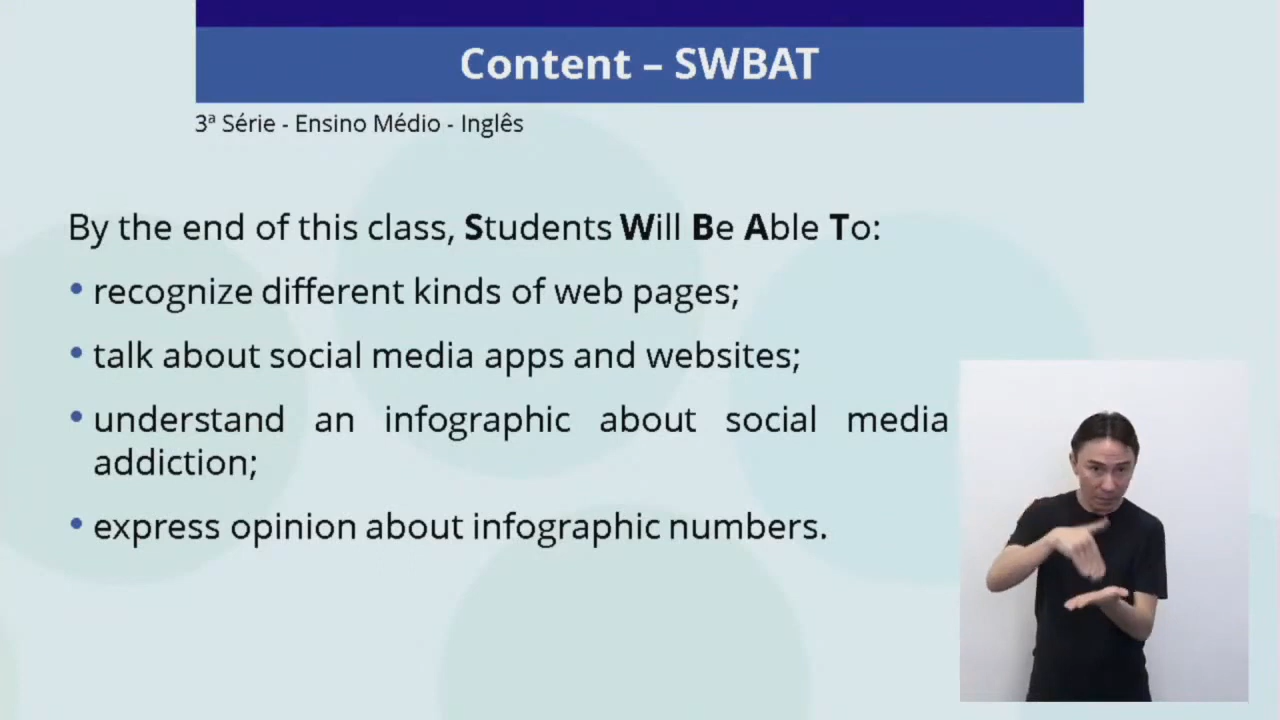 Content – SWBAT
3ª Série - Ensino Médio - Inglês
By the end of this class, Students Will Be Able To:
• recognize different kinds of web pages;
• talk about social media apps and websites;
• understand an infographic about social media
addiction;
• express opinion about infographic numbers.